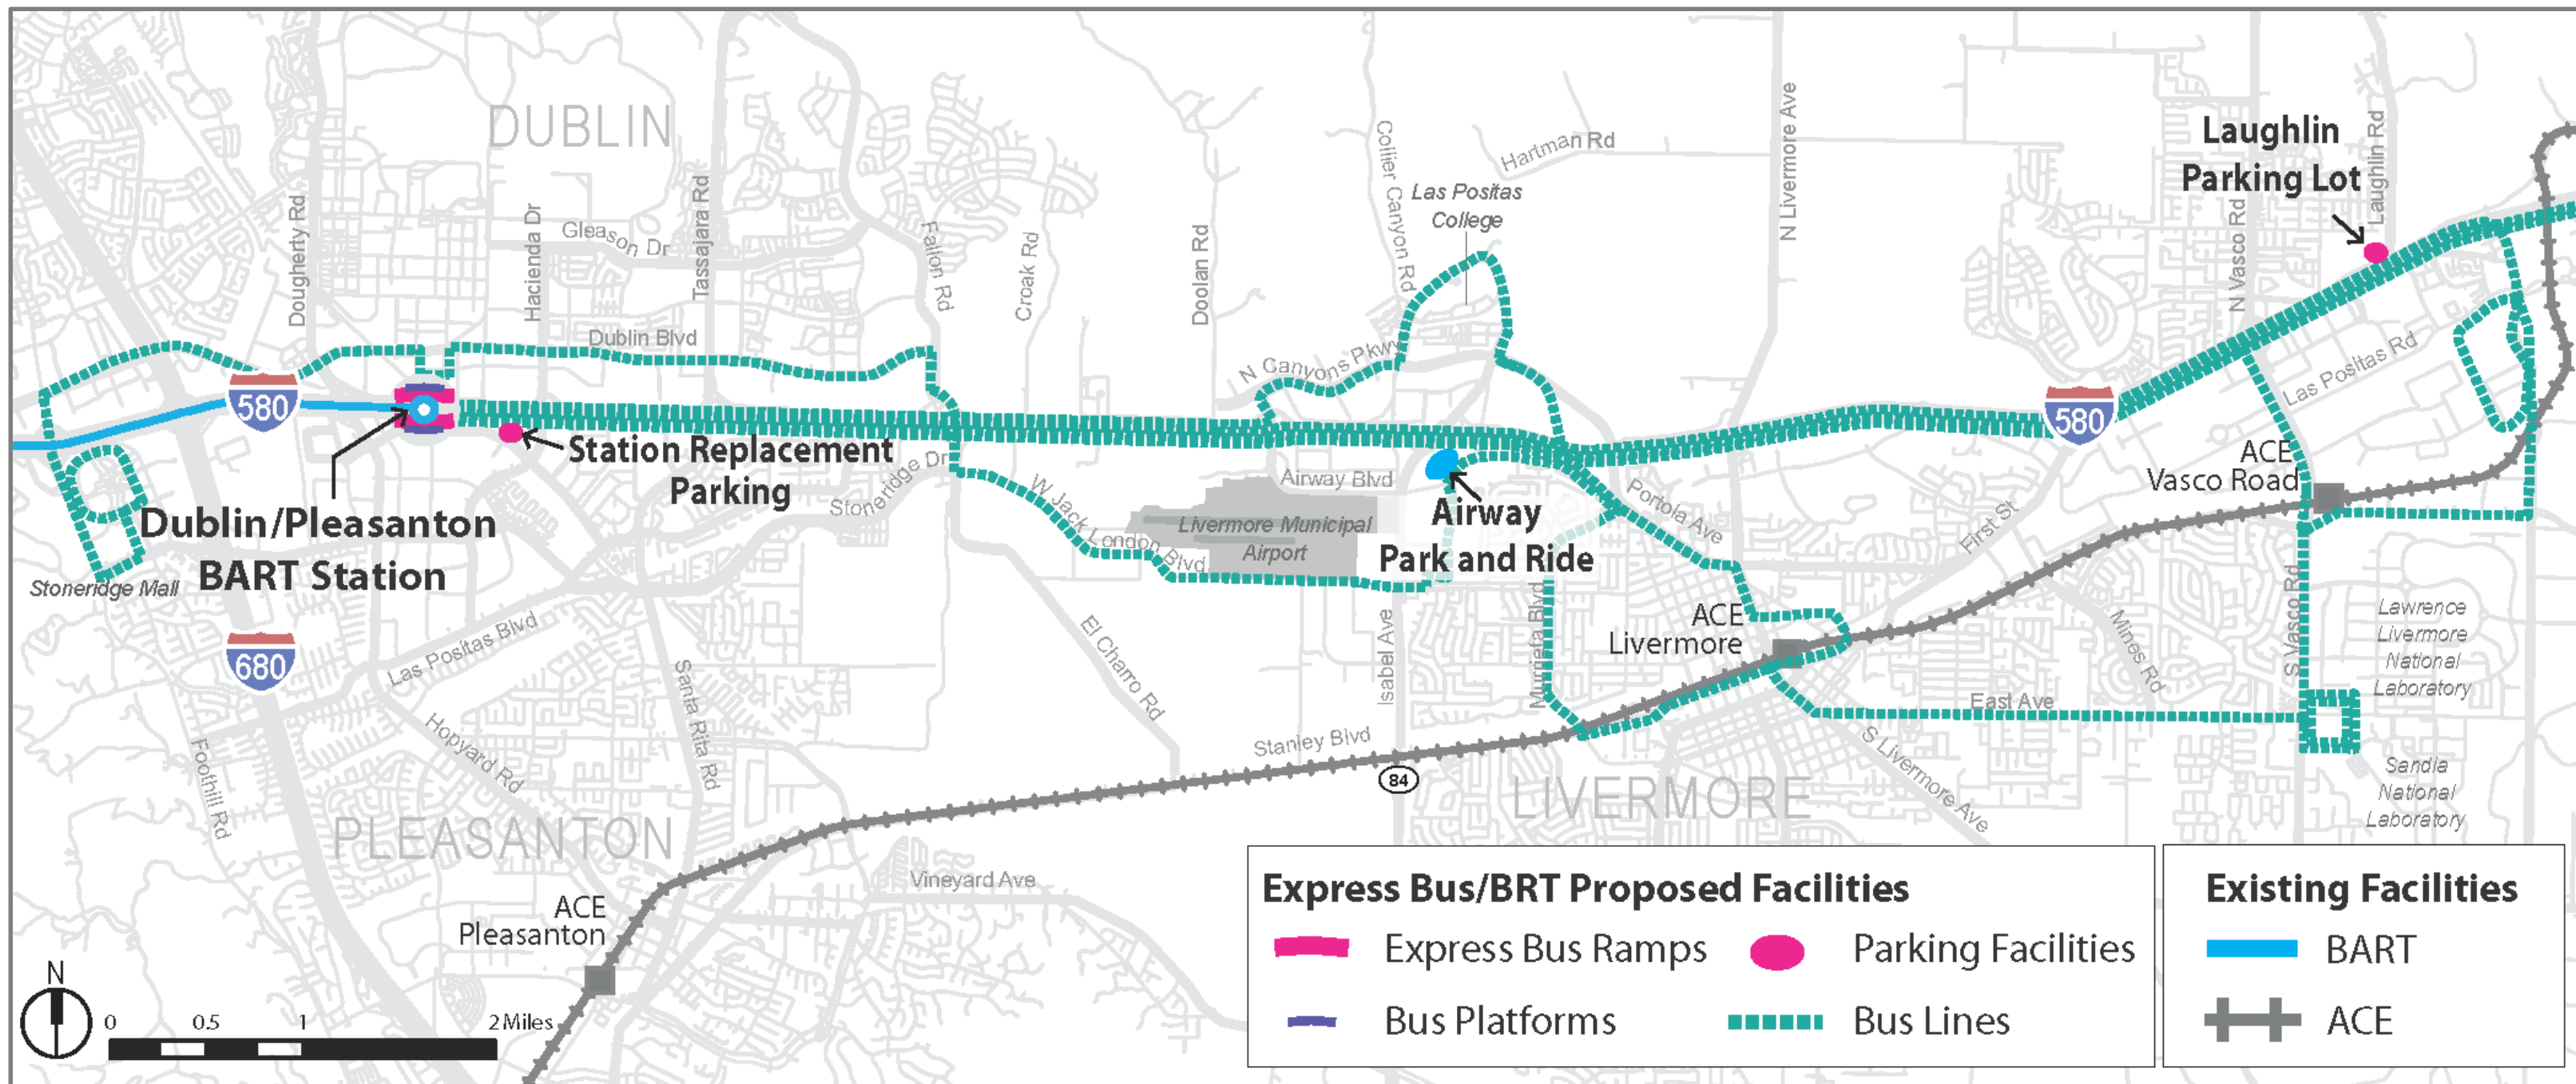 DUBLIN
Dougherty Rd
Hacienda Dr
Gleason Dr
Tassajara Rd
Dublin Blvd
Fallon Rd
Croak Rd
Doolan Rd
Collier Canyon Rd
Las Positas
College
Hartman Rd
N Livermore Ave
Laughlin
Parking Lot
Laughlin Rd
N Vasco Rd
N Canyons Pkwy
580
580
Las Positas Rd
Station Replacement
Parking
Stoneridge Dr
W Jack London Blvd
Airway Blvd
Livermore Municipal
Airport
Airway
Park and Ride
Portola Ave
First St
ACE
Vasco Road
Dublin/Pleasanton
BART Station
Stoneridge Mall
680
Las Positas Blvd
Santa Rita Rd
Hopyard Rd
Foothill Rd
El Charro Rd
Isabel Ave
Murrieta Blvd
ACE
Livermore
East Ave
Mines Rd
S Vasco Rd
Lawrence
Livermore
National
Laboratory
Sandia
National
Laboratory
Stanley Blvd
84
S Livermore Ave
LIVERMORE
PLEASANTON
Vineyard Ave
ACE
Pleasanton
N
0 0.5 1 2 Miles
Express Bus/BRT Proposed Facilities
Express Bus Ramps
Parking Facilities
Bus Platforms
Bus Lines
Existing Facilities
BART
ACE